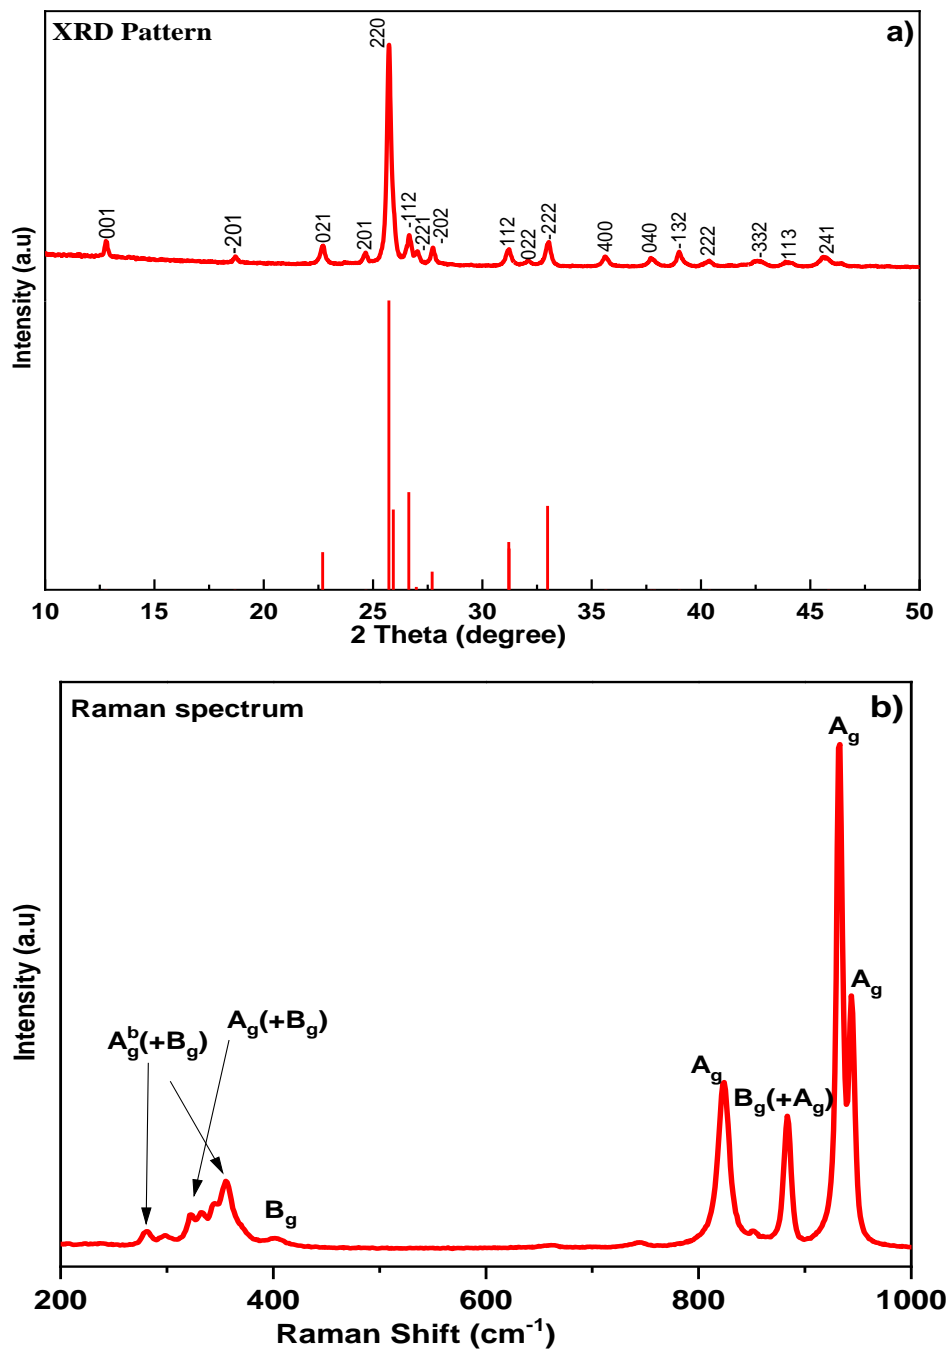 XRD Pattern
a)
001
-201
021
201
220
-112
-221
-202
112
022
-222
400
040
-132
222
-332
113
241
Intensity (a.u)
10 15 20 25 30 35 40 45 50
2 Theta (degree)
Raman spectrum
b)
Ag
Ag
Ag(+Bg)
Abg(+Bg)
Ag
Bg(+Ag)
Bg
Intensity (a.u)
200 400 600 800 1000
Raman Shift (cm-1)